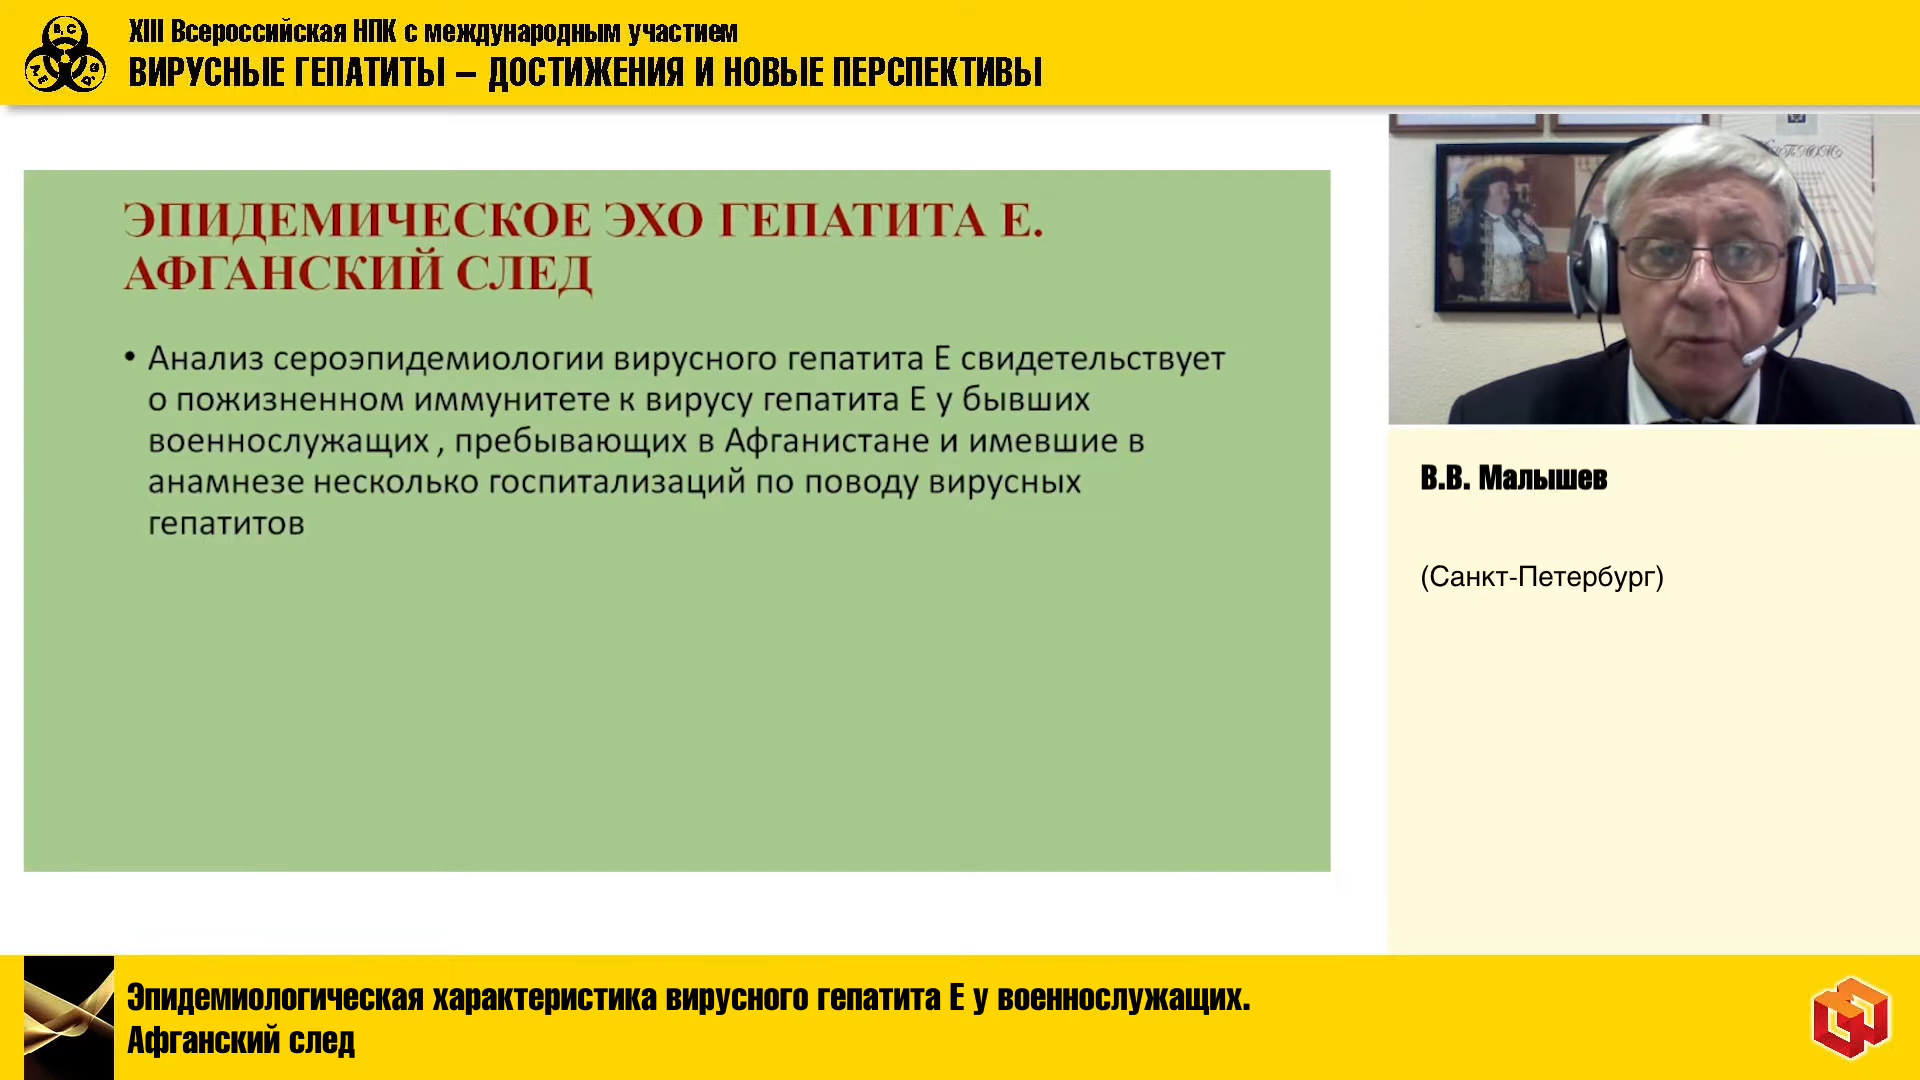 XIII Всероссийская НПК с международным участием
ВИРУСНЫЕ ГЕПАТИТЫ – ДОСТИЖЕНИЯ И НОВЫЕ ПЕРСПЕКТИВЫ
ЭПИДЕМИЧЕСКОЕ ЭХО ГЕПАТИТА Е.
АФГАНСКИЙ СЛЕД
• Анализ сероэпидемиологии вирусного гепатита Е свидетельствует
о пожизненном иммунитете к вирусу гепатита Е у бывших
военнослужащих , пребывающих в Афганистане и имевшие в
анамнезе несколько госпитализаций по поводу вирусных
гепатитов
В.В. Малышев
(Санкт-Петербург)
Эпидемиологическая характеристика вирусного гепатита Е у военнослужащих.
Афганский след